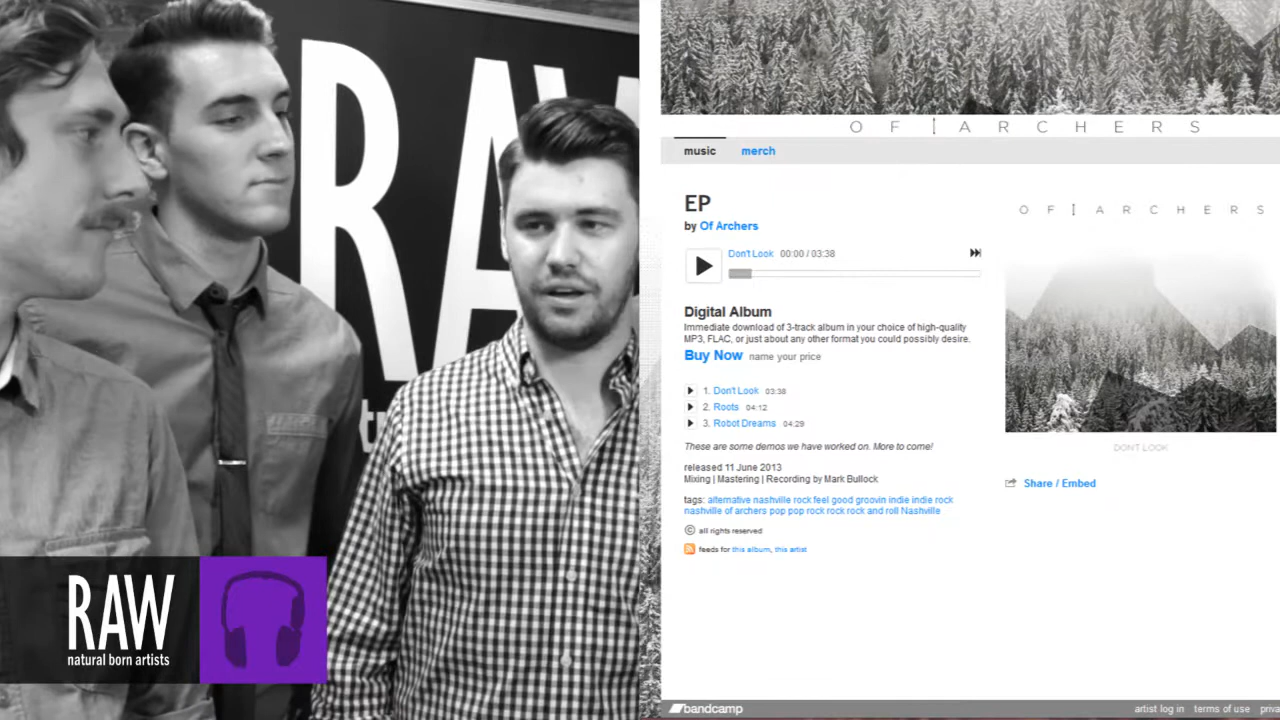 RAW
RAW
natural born artists
OF ARCHERS
music merch
EP
by Of Archers
Don't Look 00:00 / 03:38
Digital Album
Immediate download of 3-track album in your choice of high-quality
MP3, FLAC, or just about any other format you could possibly desire.
Buy Now name your price
1. Don't Look 03:38
2. Roots 04:12
3. Robot Dreams 04:29
These are some demos we have worked on. More to come!
released 11 June 2013
Mixing | Mastering | Recording by Mark Bullock
tags: alternative nashville rock feel good groovin indie indie rock
nashville of archers pop pop rock rock rock and roll Nashville
© all rights reserved
feeds for this album, this artist
OF ARCHERS
DON'T LOOK
Share / Embed
bandcamp
artist log in terms of use